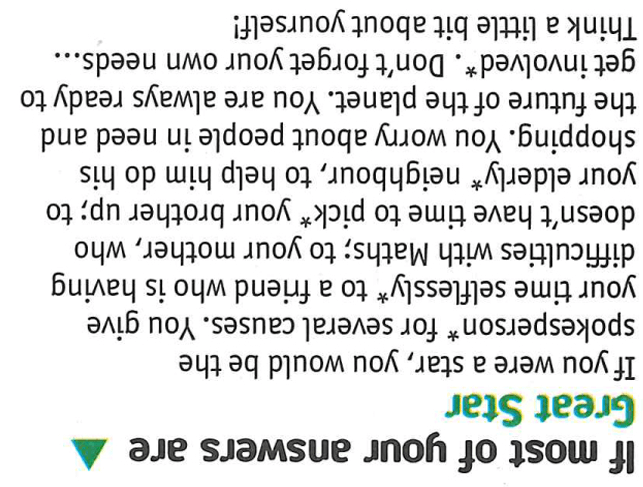 If most of your answers are ▲
Great Star
If you were a star, you would be the
spokesperson* for several causes. You give
your time selflessly* to a friend who is having
difficulties with Maths; to your mother, who
doesn't have time to pick* your brother up; to
your elderly* neighbour, to help him do his
shopping. You worry about people in need and
the future of the planet. You are always ready to
get involved*. Don't forget your own needs...
Think a little bit about yourself!